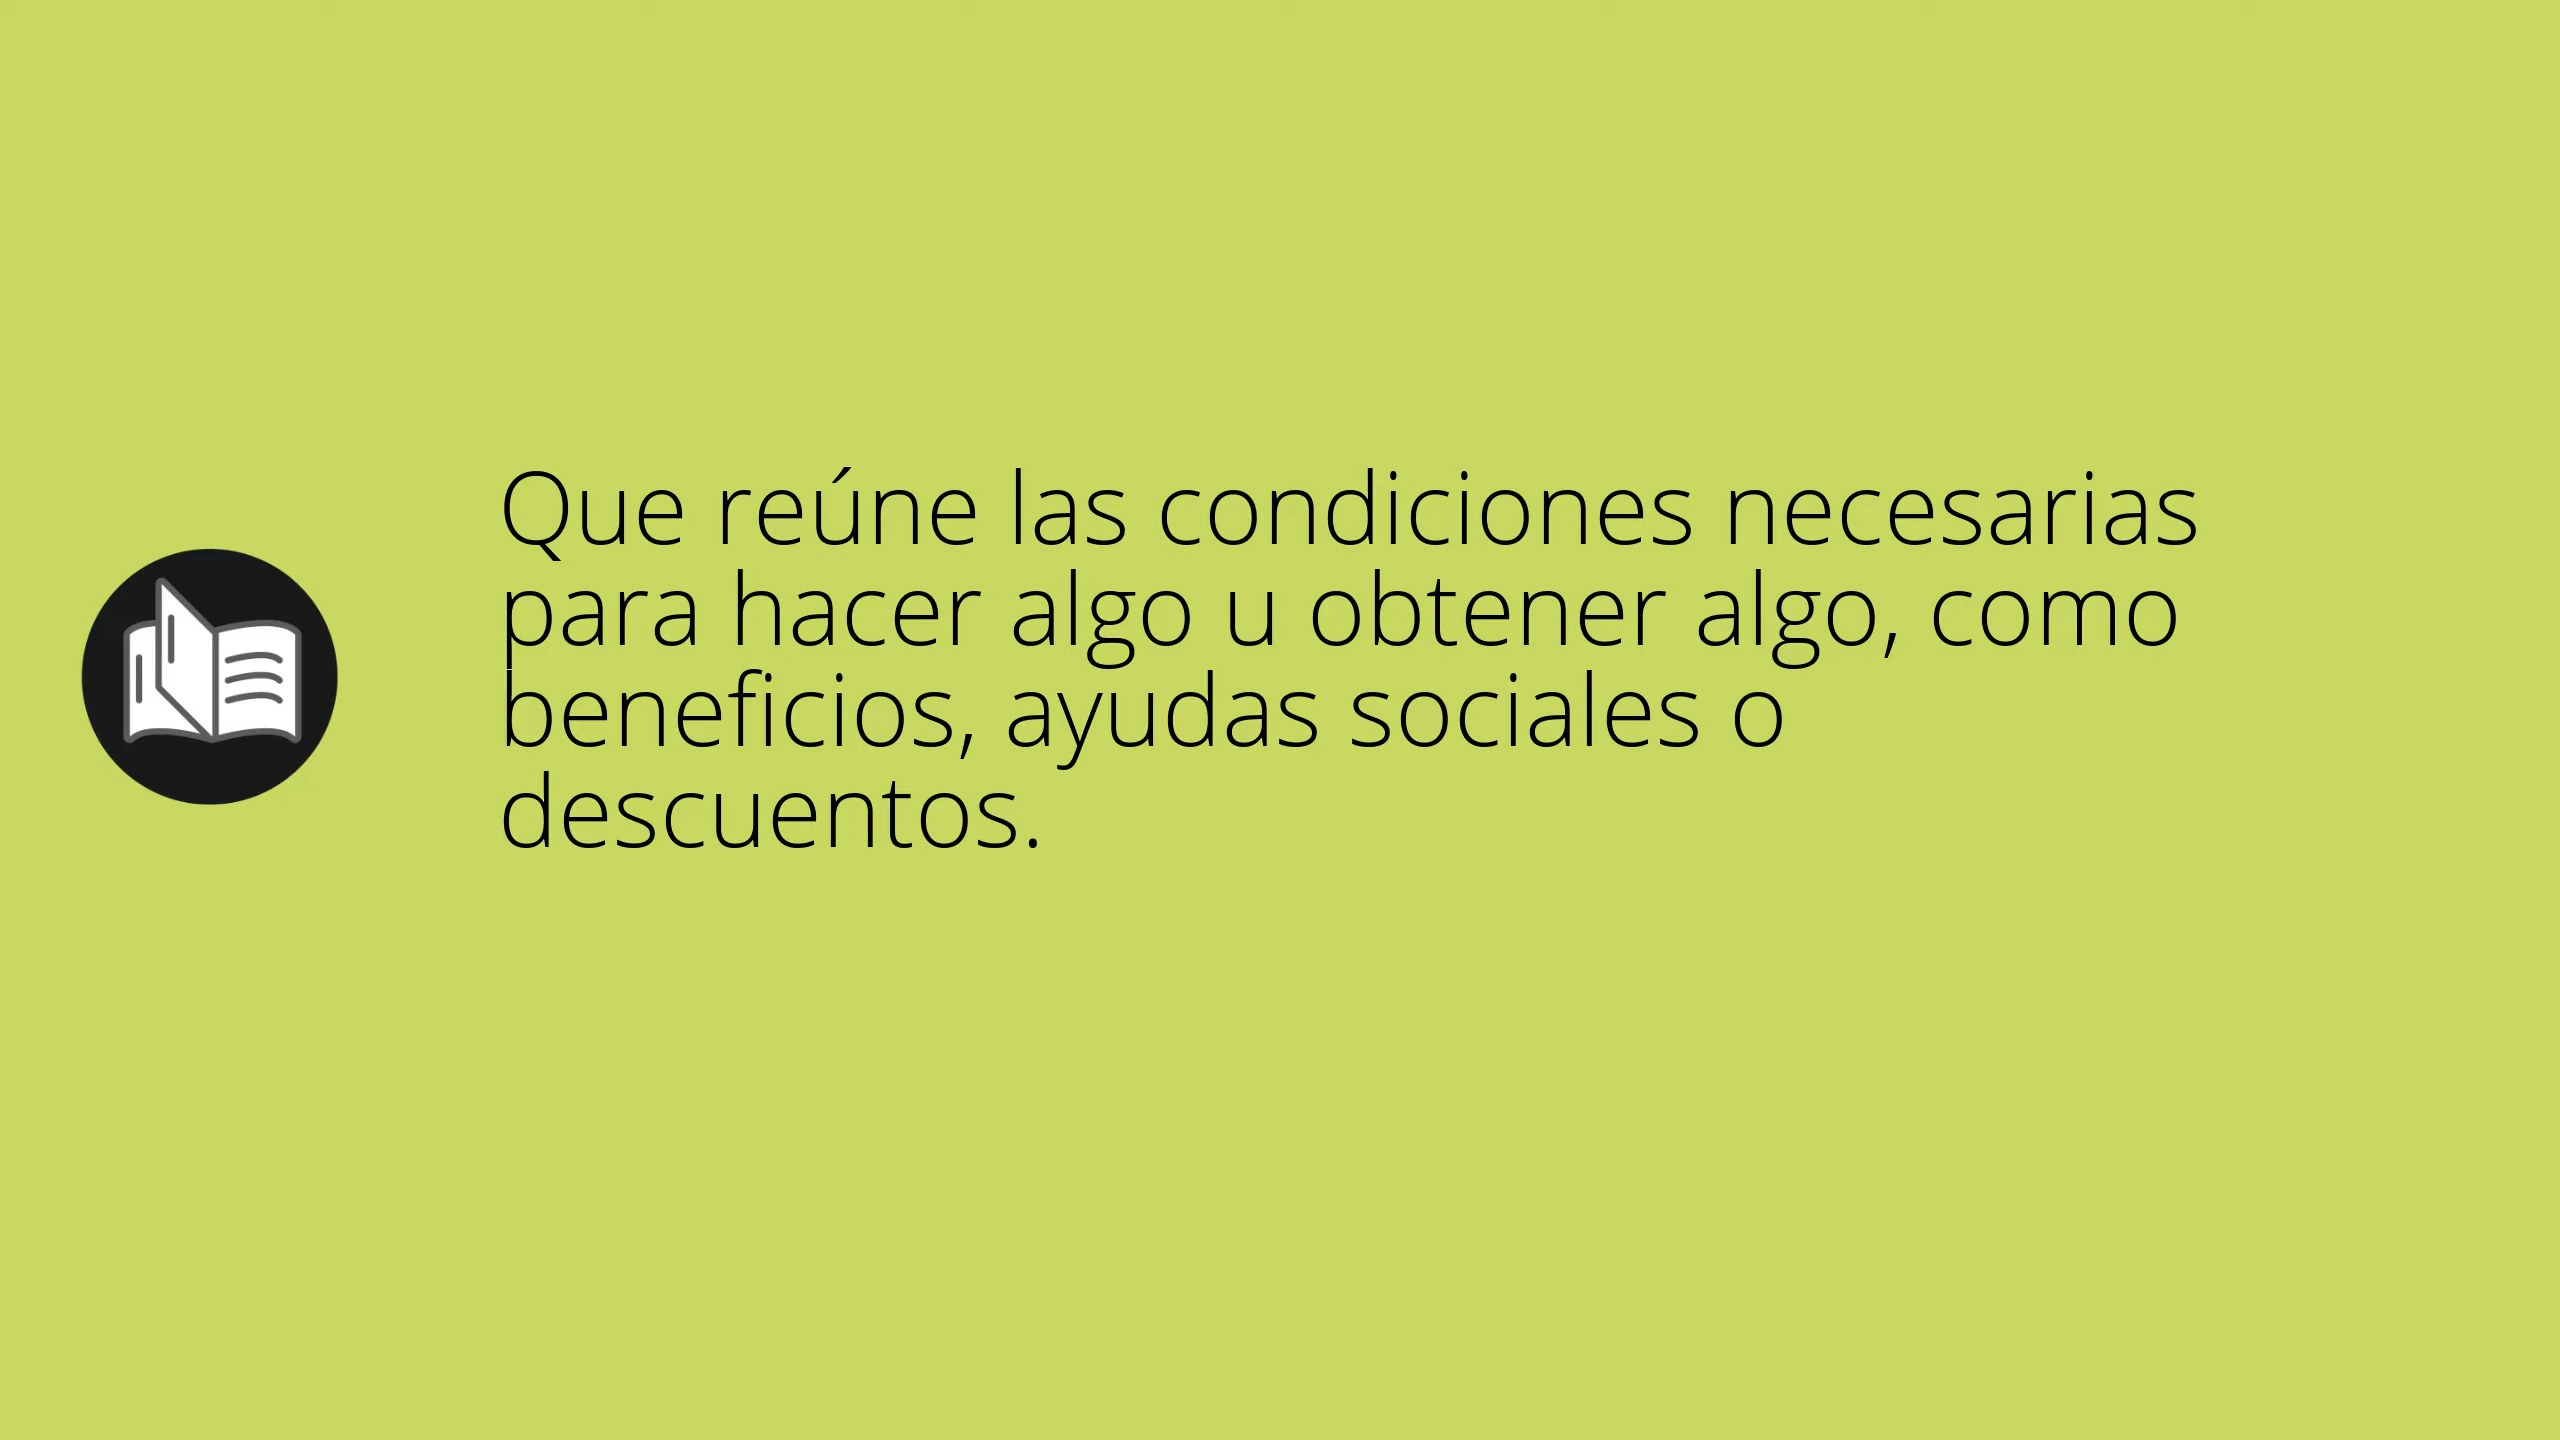 Que reúne las condiciones necesarias
para hacer algo u obtener algo, como
beneficios, ayudas sociales o
descuentos.